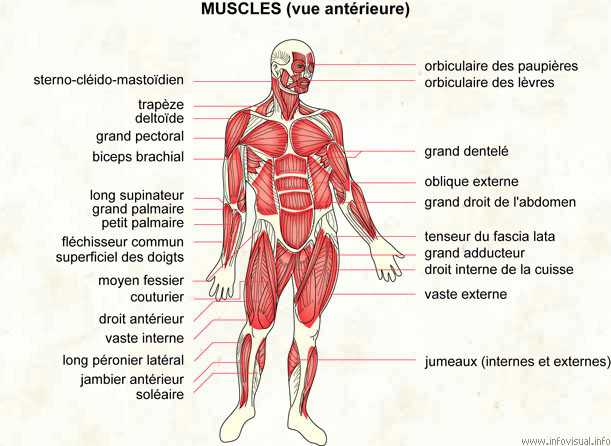 MUSCLES (vue antérieure)
sterno-cléido-mastoïdien
trapèze
deltoïde
grand pectoral
biceps brachial
long supinateur
grand palmaire
petit palmaire
fléchisseur commun
superficiel des doigts
moyen fessier
couturier
droit antérieur
vaste interne
long péronier latéral
jambier antérieur
soléaire
orbiculaire des paupières
orbiculaire des lèvres
grand dentelé
oblique externe
grand droit de l'abdomen
tenseur du fascia lata
grand adducteur
droit interne de la cuisse
vaste externe
jumeaux (internes et externes)
www.infovisual.info